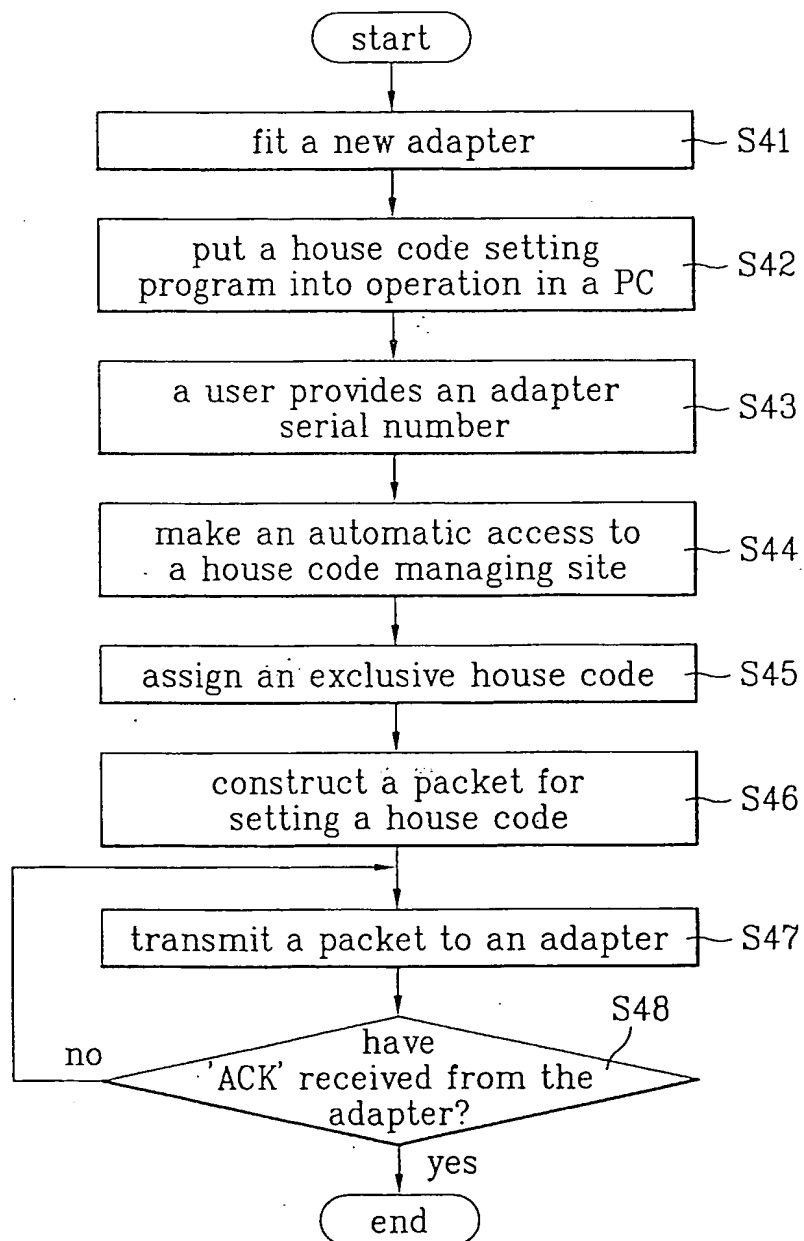 start
fit a new adapter
S41
put a house code setting
program into operation in a PC
S42
a user provides an adapter
serial number
S43
make an automatic access to
a house code managing site
S44
assign an exclusive house code
S45
construct a packet for
setting a house code
S46
transmit a packet to an adapter
S47
S48
have
'ACK' received from the
adapter?
no
yes
end